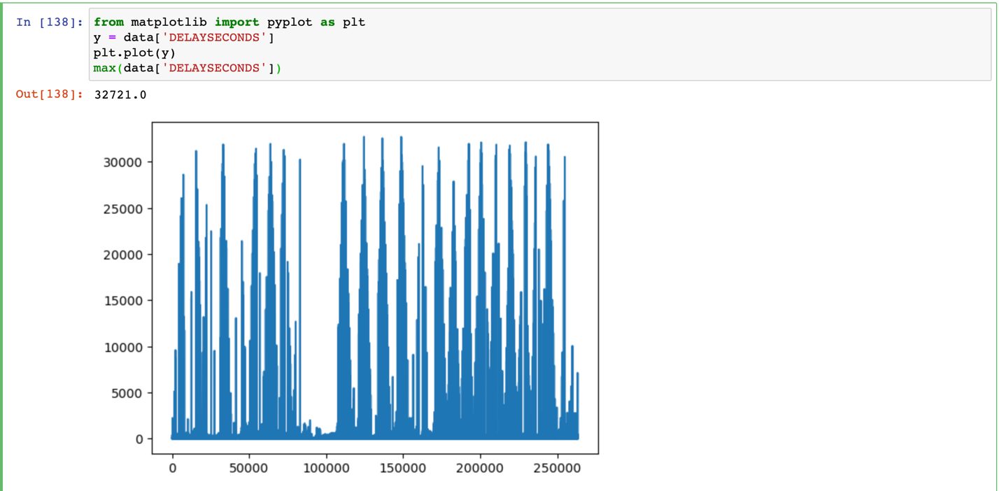 In [138]: from matplotlib import pyplot as plt
y = data['DELAYSECONDS']
plt.plot(y)
max(data['DELAYSECONDS'])
Out[138]: 32721.0
30000
25000
20000
15000
10000
5000
0
0 50000 100000 150000 200000 250000